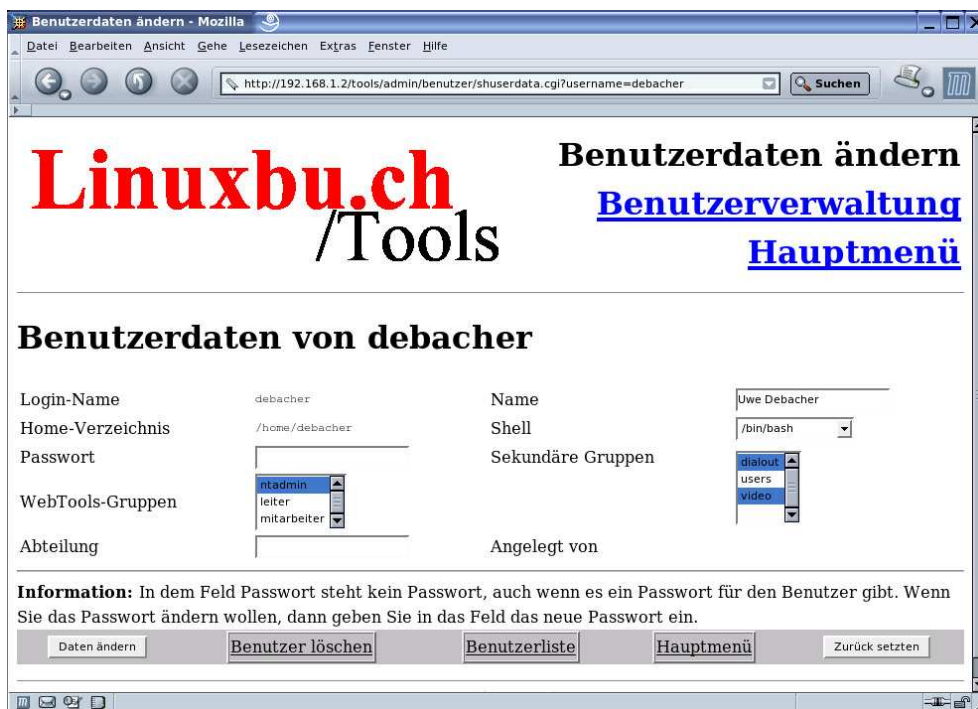 Benutzerdaten ändern - Mozilla
Datei Bearbeiten Ansicht Gehe Lesezeichen Extras Fenster Hilfe
http://192.168.1.2/tools/admin/benutzer/shuserdata.cgi?username=debacher Suchen
Linuxbu.ch
/Tools
Benutzerdaten ändern
Benutzerverwaltung
Hauptmenü
Benutzerdaten von debacher
Login-Name debacher Name Uwe Debacher
Home-Verzeichnis /home/debacher Shell /bin/bash
Passwort Sekundäre Gruppen
dialout
users
video
WebTools-Gruppen
ntadmin
leiter
mitarbeiter
Abteilung Angelegt von
Information: In dem Feld Passwort steht kein Passwort, auch wenn es ein Passwort für den Benutzer gibt. Wenn
Sie das Passwort ändern wollen, dann geben Sie in das Feld das neue Passwort ein.
Daten ändern Benutzer löschen Benutzerliste Hauptmenü Zurück setzten